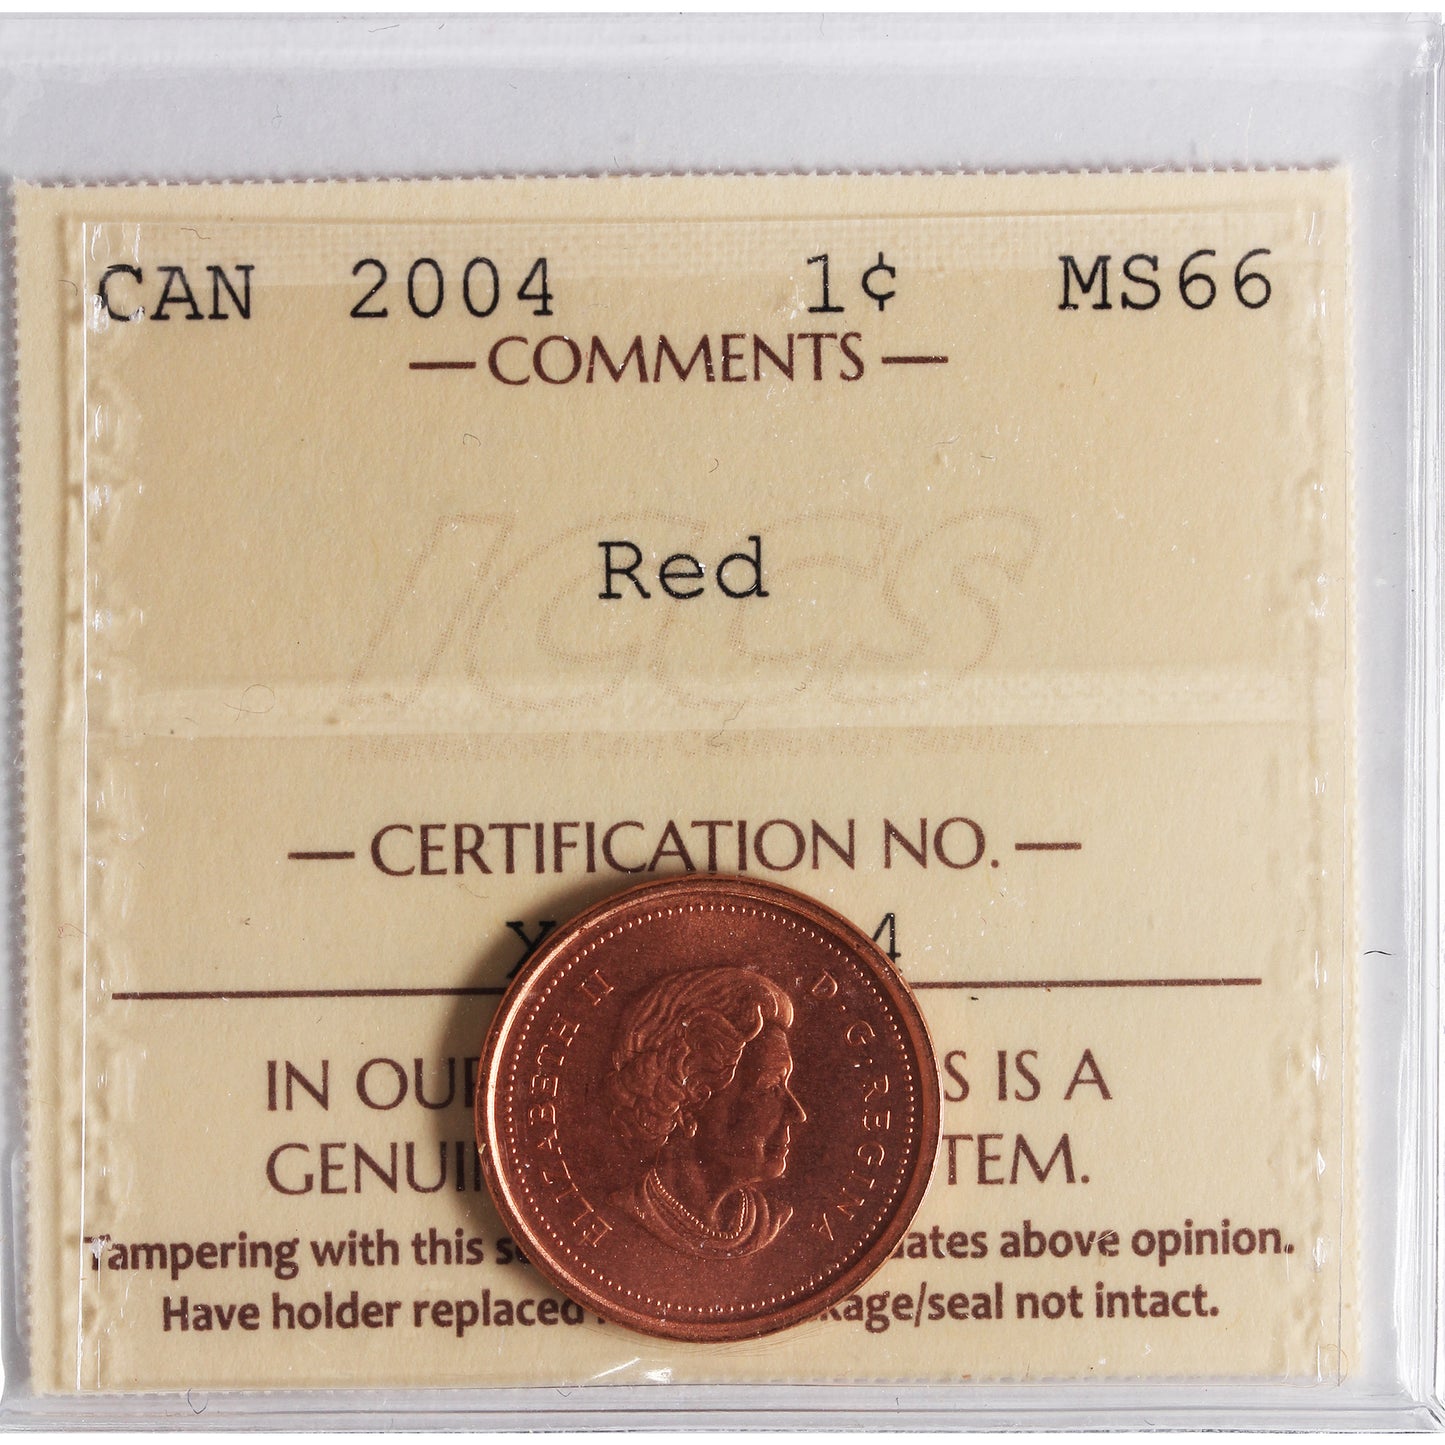 CAN 2004 1¢ MS66
— COMMENTS —
Red
ICCS
— CERTIFICATION NO. —
X 4
IN OU S IS A
GENUI TEM.
Tampering with this s dates above opinion.
Have holder replaced kage/seal not intact.
ELIZABETH II D·G·REGINA